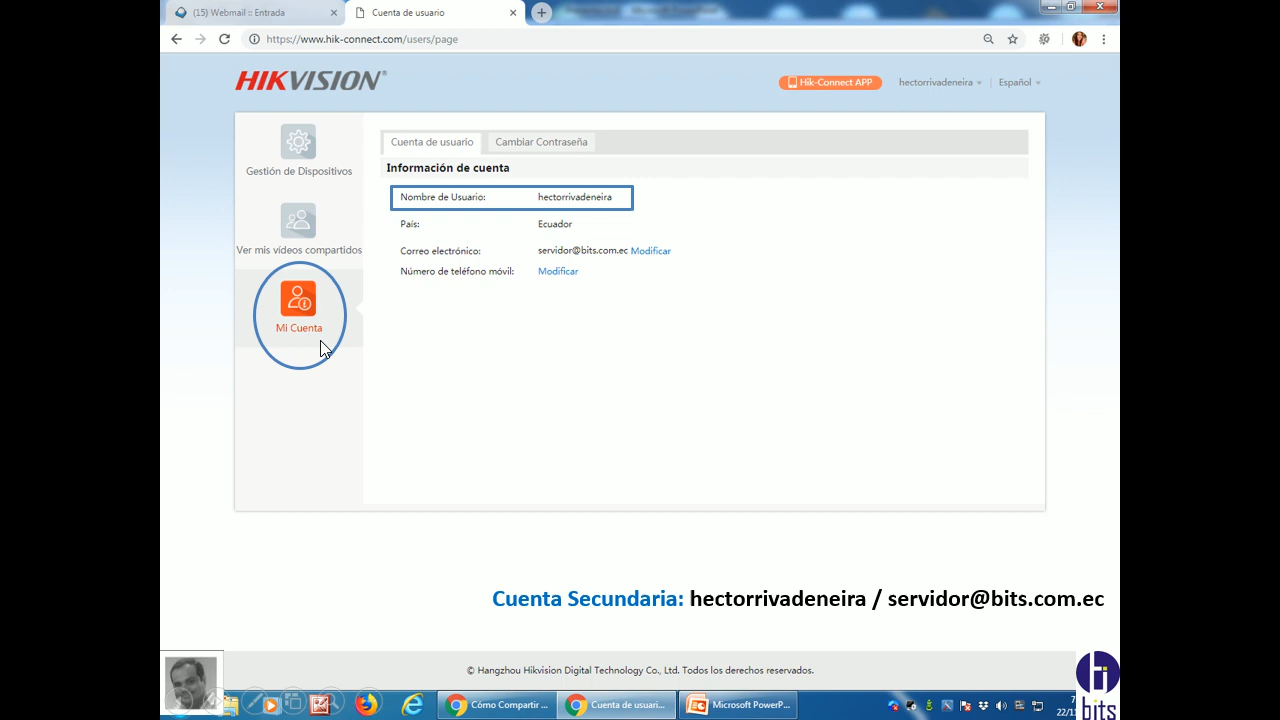 (15) Webmail :: Entrada
Cuenta de usuario
https://www.hik-connect.com/users/page
HIKVISION®
Hik-Connect APP
hectorrivadeneira
Español
Gestión de Dispositivos
Ver mis vídeos compartidos
Mi Cuenta
Cuenta de usuario
Cambiar Contraseña
Información de cuenta
Nombre de Usuario: hectorrivadeneira
País: Ecuador
Correo electrónico: servidor@bits.com.ec Modificar
Número de teléfono móvil: Modificar
Cuenta Secundaria: hectorrivadeneira / servidor@bits.com.ec
© Hangzhou Hikvision Digital Technology Co., Ltd. Todos los derechos reservados.
Cómo Compartir ...
Cuenta de usuari...
Microsoft PowerP...
bits